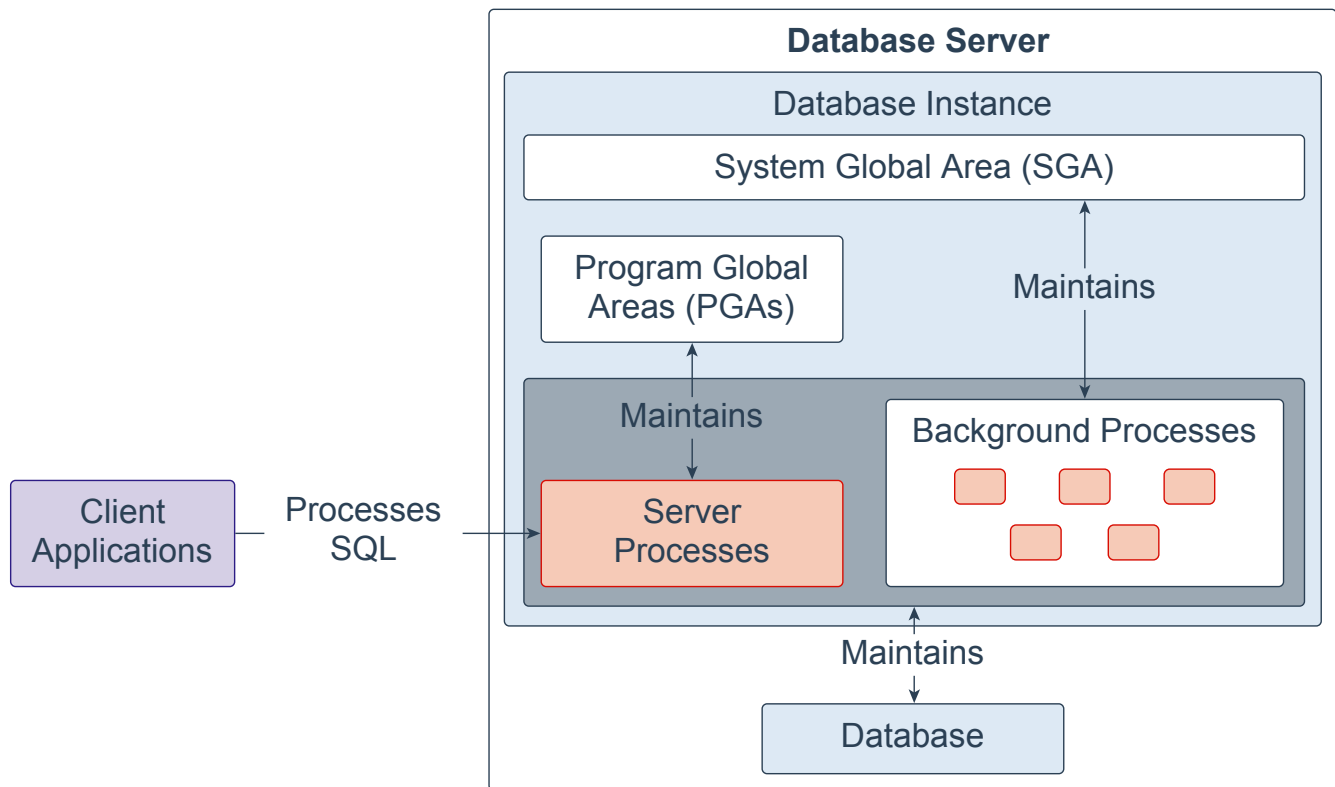 Database Server
Database Instance
System Global Area (SGA)
Program Global
Areas (PGAs)
Maintains
Maintains
Background Processes
Client
Applications
Processes
SQL
Server
Processes
Maintains
Database